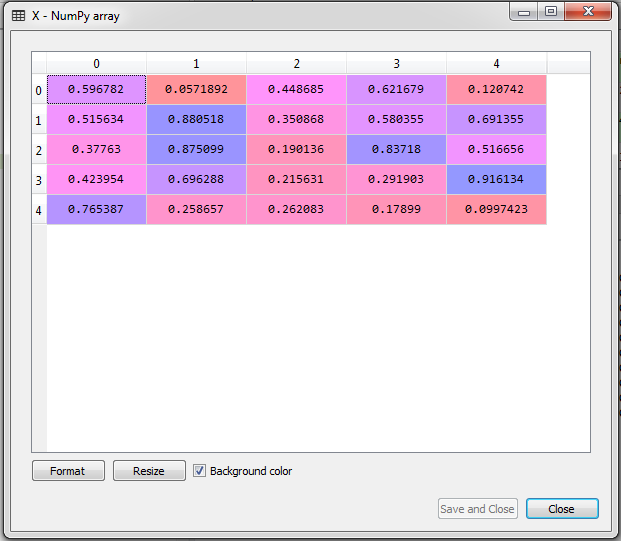 X - NumPy array
0 1 2 3 4
0 0.596782 0.0571892 0.448685 0.621679 0.120742
1 0.515634 0.880518 0.350868 0.580355 0.691355
2 0.37763 0.875099 0.190136 0.83718 0.516656
3 0.423954 0.696288 0.215631 0.291903 0.916134
4 0.765387 0.258657 0.262083 0.17899 0.0997423
Format Resize Background color
Save and Close Close